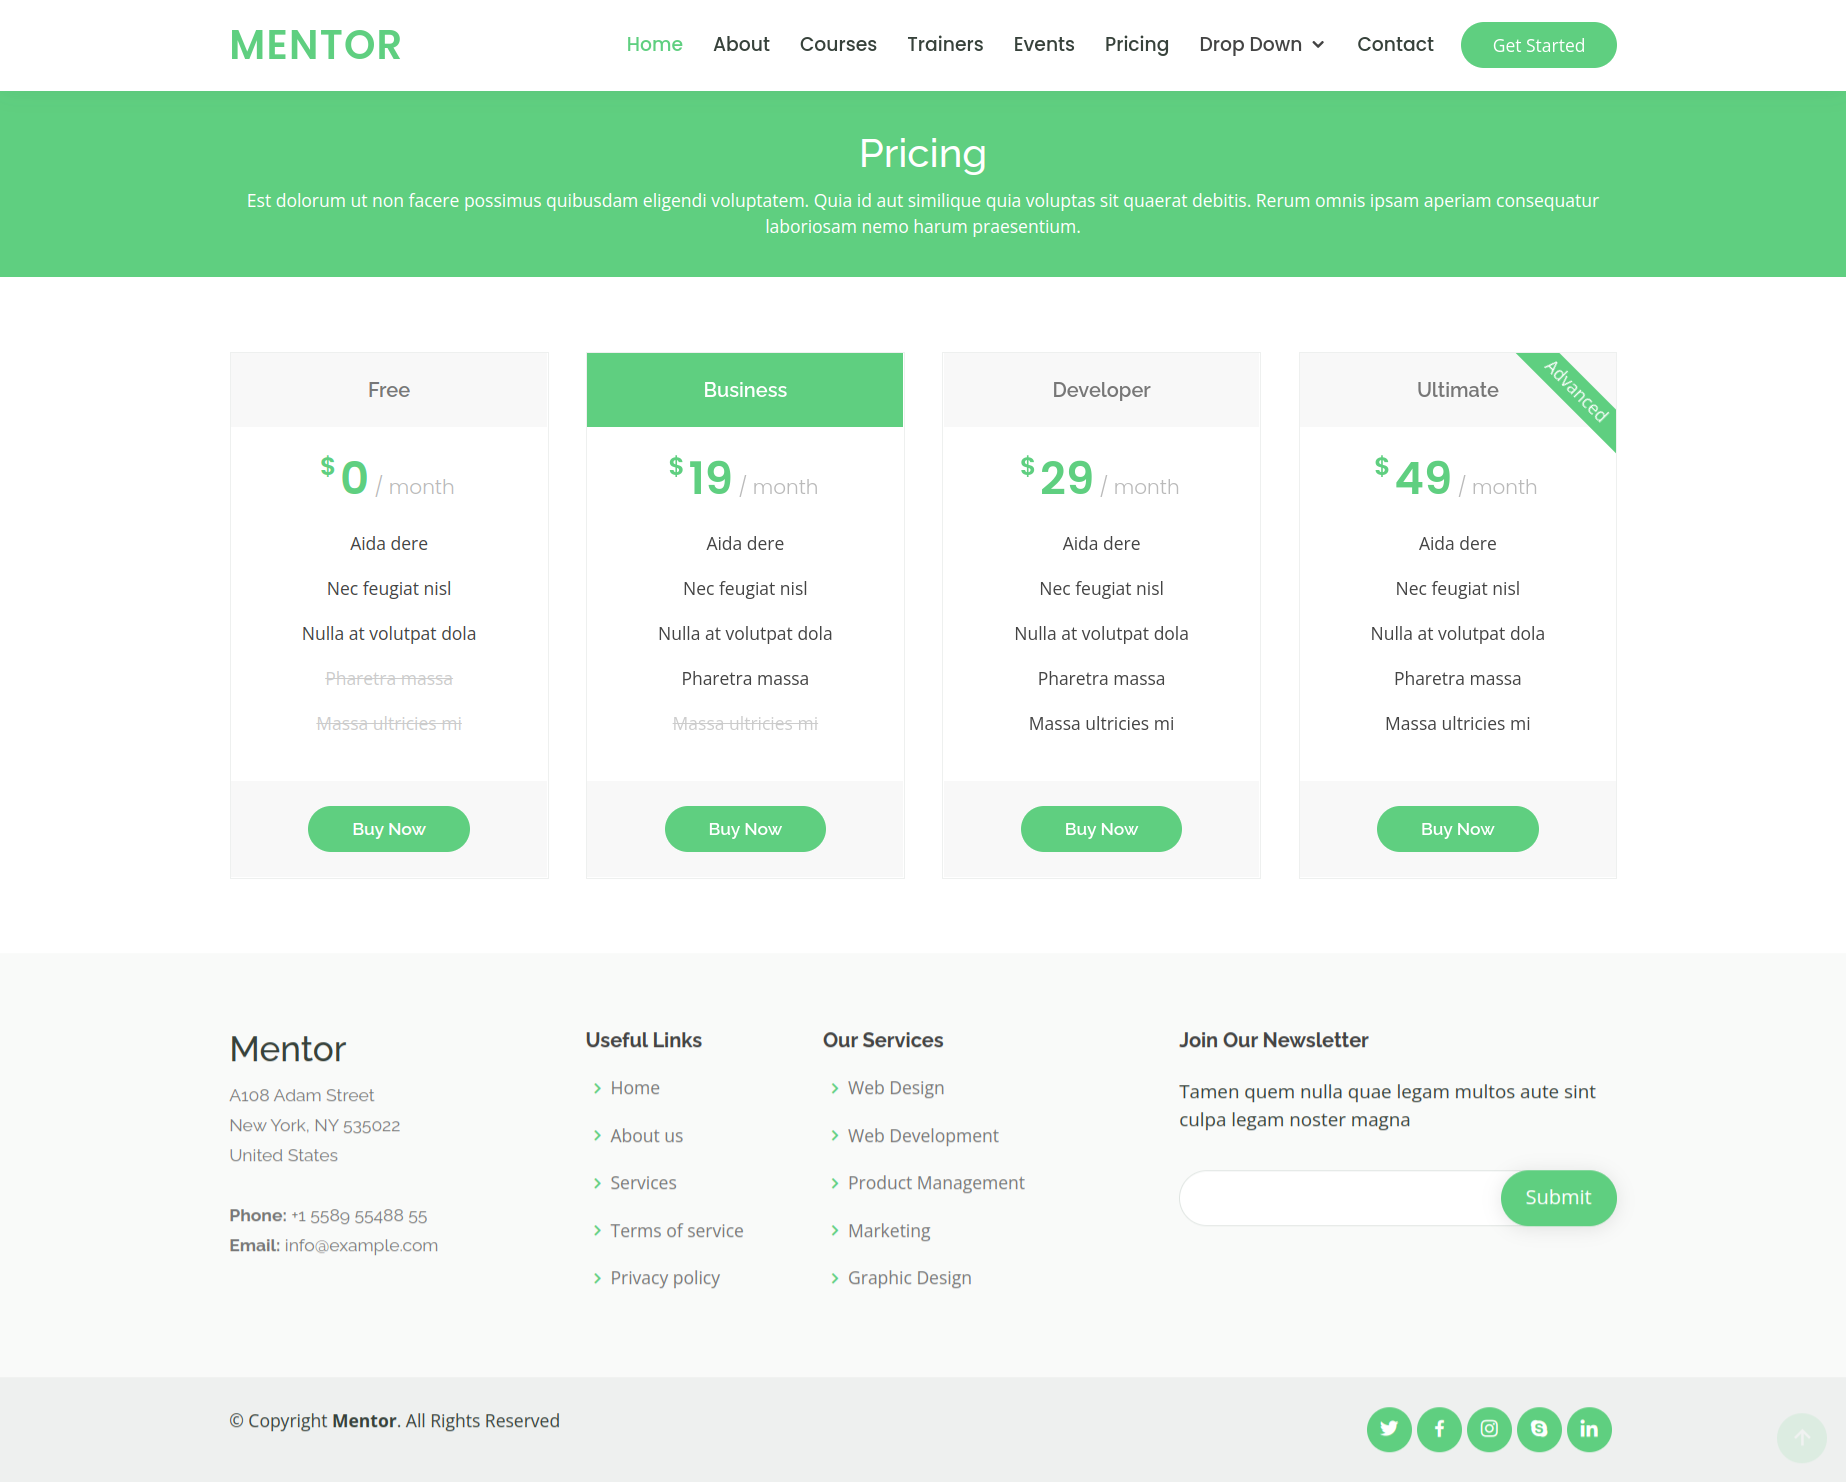 MENTOR
Home About Courses Trainers Events Pricing Drop Down Contact Get Started
Pricing
Est dolorum ut non facere possimus quibusdam eligendi voluptatem. Quia id aut similique quia voluptas sit quaerat debitis. Rerum omnis ipsam aperiam consequatur
laboriosam nemo harum praesentium.
Free
$0 / month
Aida dere
Nec feugiat nisl
Nulla at volutpat dola
Pharetra massa
Massa ultricies mi
Buy Now
Business
$19 / month
Aida dere
Nec feugiat nisl
Nulla at volutpat dola
Pharetra massa
Massa ultricies mi
Buy Now
Developer
$29 / month
Aida dere
Nec feugiat nisl
Nulla at volutpat dola
Pharetra massa
Massa ultricies mi
Buy Now
Ultimate
Advanced
$49 / month
Aida dere
Nec feugiat nisl
Nulla at volutpat dola
Pharetra massa
Massa ultricies mi
Buy Now
Mentor
A108 Adam Street
New York, NY 535022
United States
Phone: +1 5589 55488 55
Email: info@example.com
Useful Links
Home
About us
Services
Terms of service
Privacy policy
Our Services
Web Design
Web Development
Product Management
Marketing
Graphic Design
Join Our Newsletter
Tamen quem nulla quae legam multos aute sint
culpa legam noster magna
Submit
© Copyright Mentor. All Rights Reserved